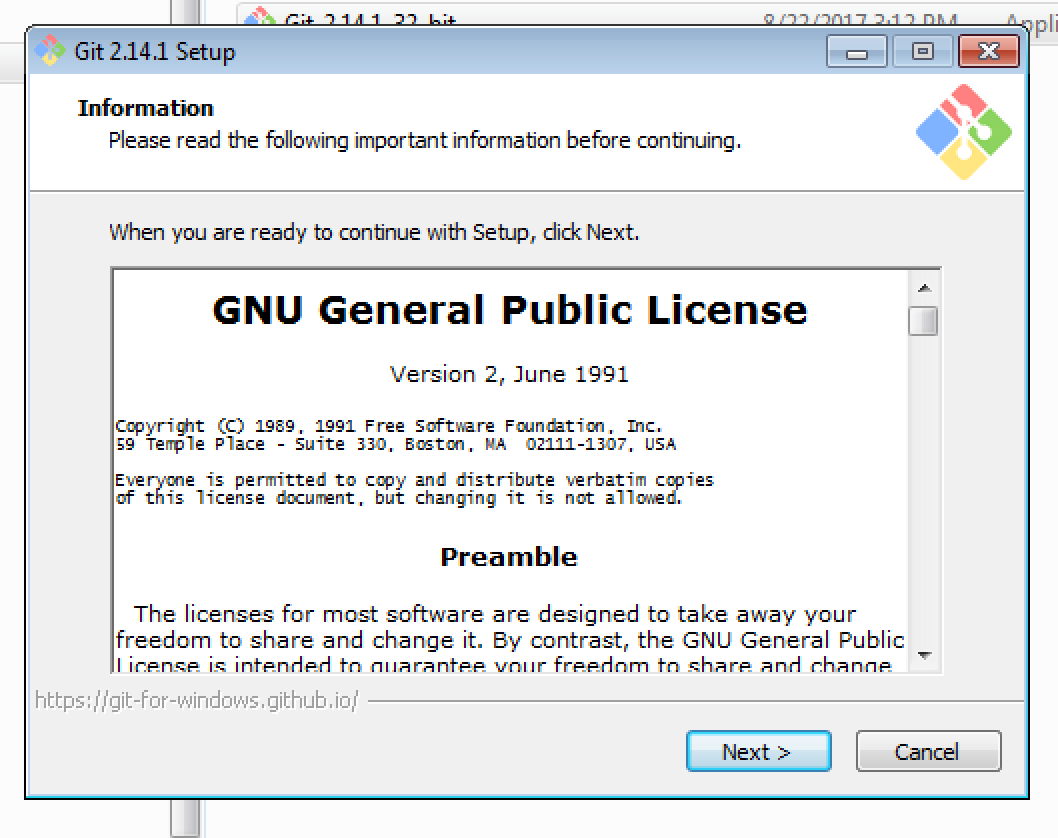 Git-2.14.1-32-bit 8/22/2017 3:12 PM Appli
Git 2.14.1 Setup
Information
Please read the following important information before continuing.
When you are ready to continue with Setup, click Next.
GNU General Public License
Version 2, June 1991
Copyright (C) 1989, 1991 Free Software Foundation, Inc.
59 Temple Place - Suite 330, Boston, MA  02111-1307, USA
Everyone is permitted to copy and distribute verbatim copies
of this license document, but changing it is not allowed.
Preamble
The licenses for most software are designed to take away your
freedom to share and change it. By contrast, the GNU General Public
License is intended to guarantee your freedom to share and change
https://git-for-windows.github.io/
Next >
Cancel